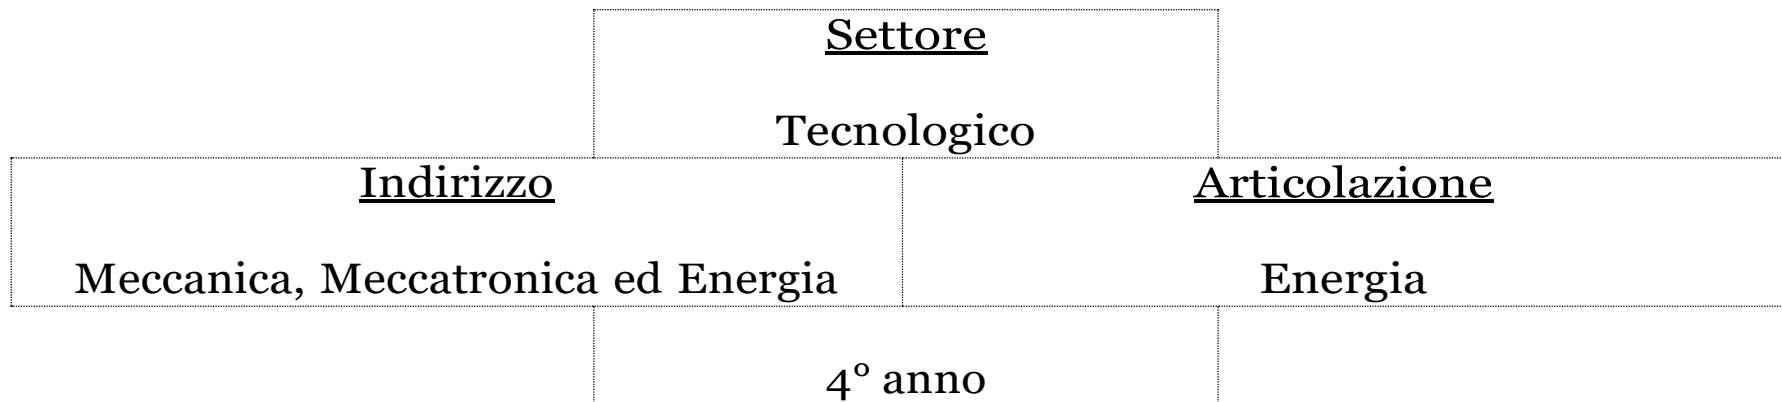 Settore
Tecnologico
Indirizzo
Meccanica, Meccatronica ed Energia
Articolazione
Energia
4° anno